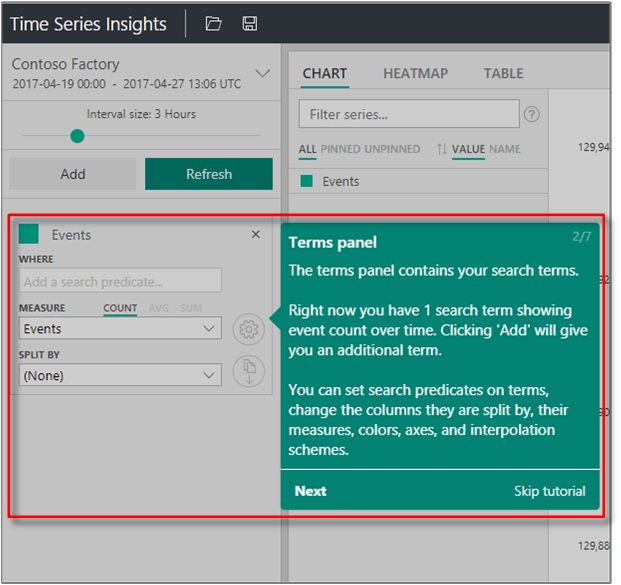 Time Series Insights
Contoso Factory
2017-04-19 00:00 - 2017-04-27 13:06 UTC
Interval size: 3 Hours
Add
Refresh
CHART HEATMAP TABLE
Filter series...
?
ALL PINNED UNPINNED VALUE NAME
Events
129,94
Events
WHERE
Add a search predicate...
MEASURE COUNT AVG SUM
Events
SPLIT BY
(None)
Terms panel 2/7
The terms panel contains your search terms.
Right now you have 1 search term showing
event count over time. Clicking 'Add' will give
you an additional term.
You can set search predicates on terms,
change the columns they are split by, their
measures, colors, axes, and interpolation
schemes.
Next Skip tutorial
129,88